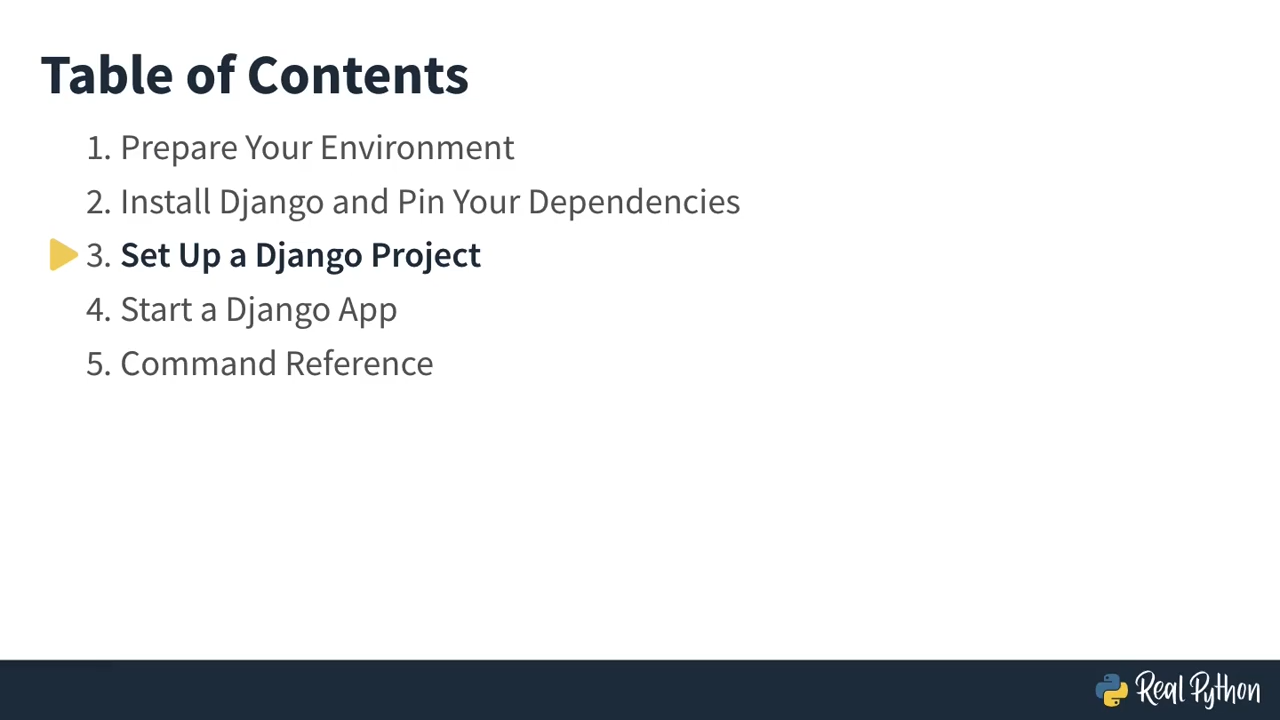 Table of Contents
1. Prepare Your Environment
2. Install Django and Pin Your Dependencies
3. Set Up a Django Project
4. Start a Django App
5. Command Reference
Real Python